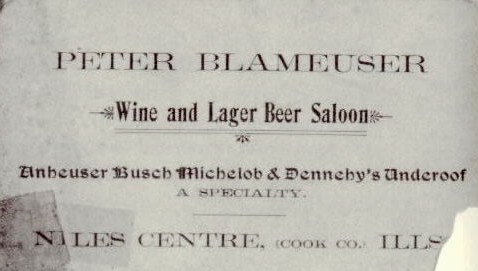 PETER BLAMEUSER
Wine and Lager Beer Saloon
Anheuser Busch Michelob & Dennehy's Underoof
A SPECIALTY.
NILES CENTRE, (COOK CO.) ILLS